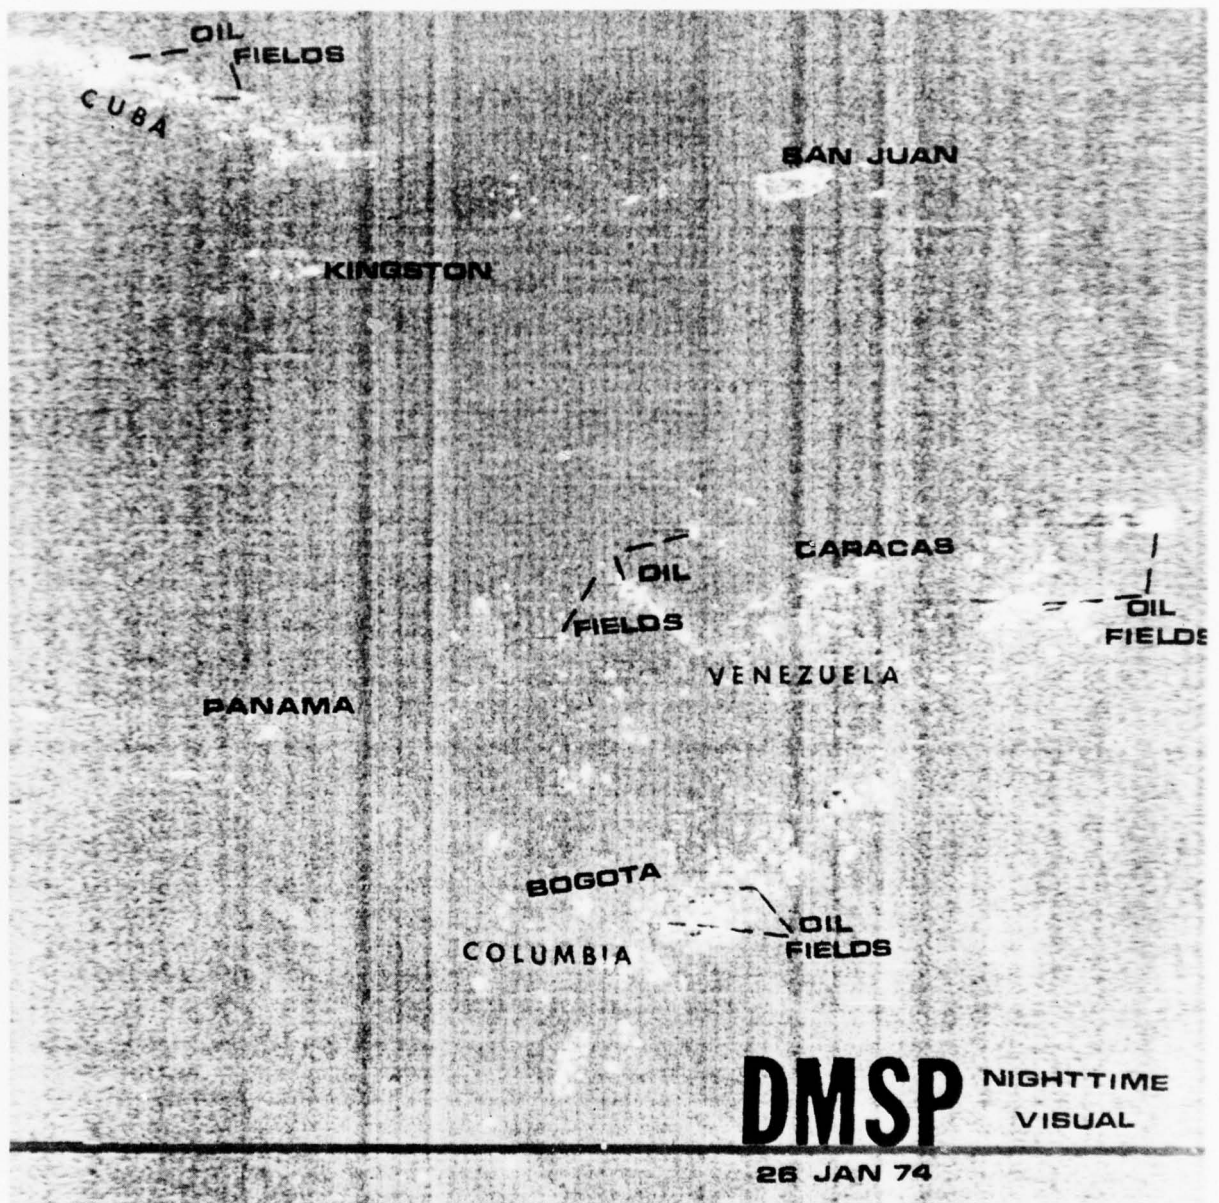 OIL
FIELDS
CUBA
SAN JUAN
KINGSTON
CARACAS
OIL
FIELDS
OIL
FIELDS
VENEZUELA
PANAMA
BOGOTA
OIL
FIELDS
COLUMBIA
DMSP NIGHTTIME
VISUAL
26 JAN 74